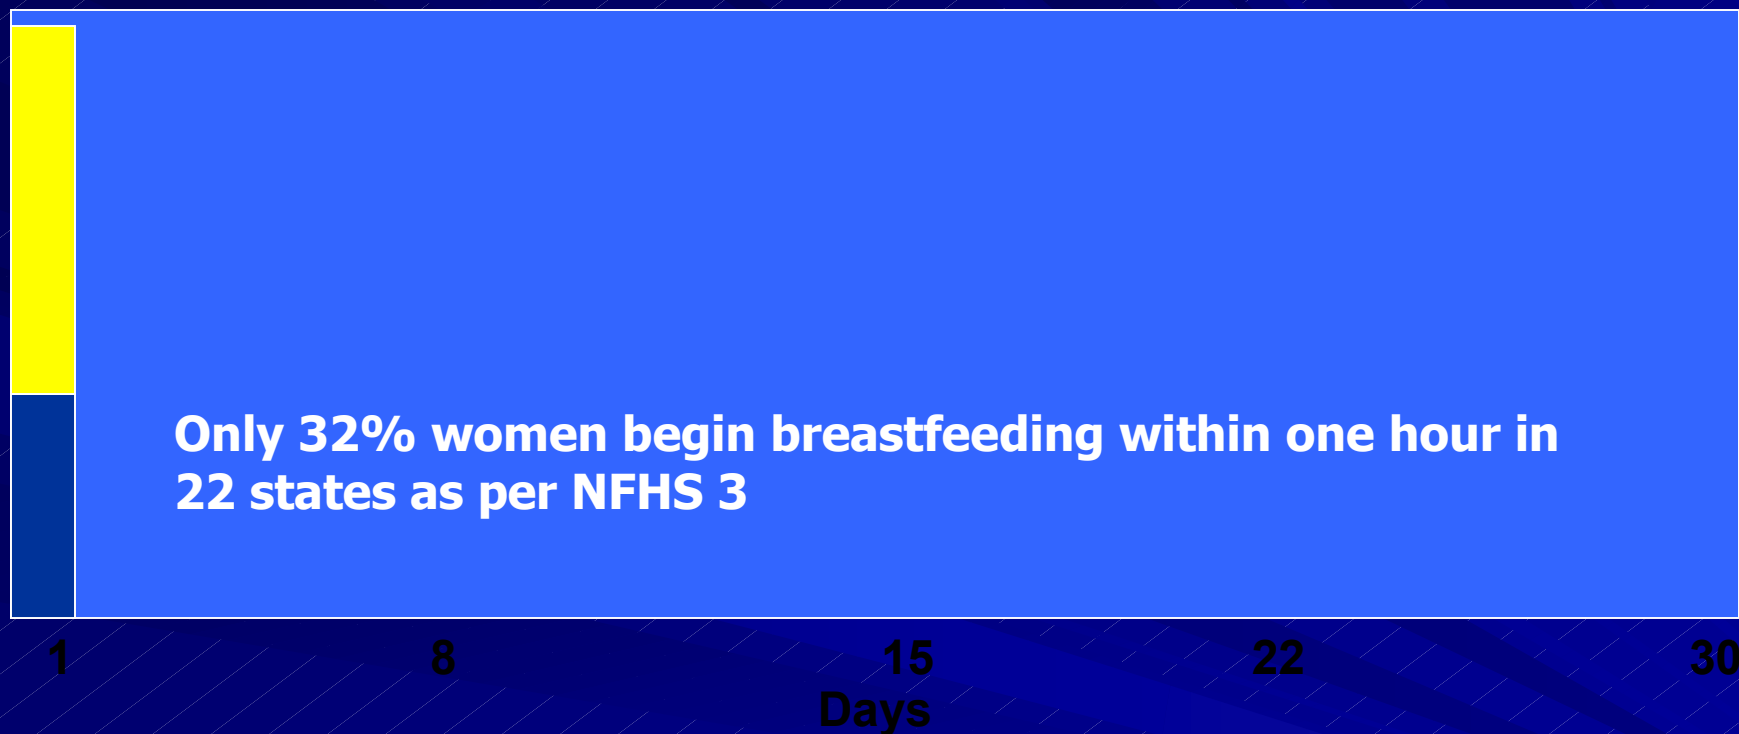 Only 32% women begin breastfeeding within one hour in
22 states as per NFHS 3
1 8 15 22 30
Days